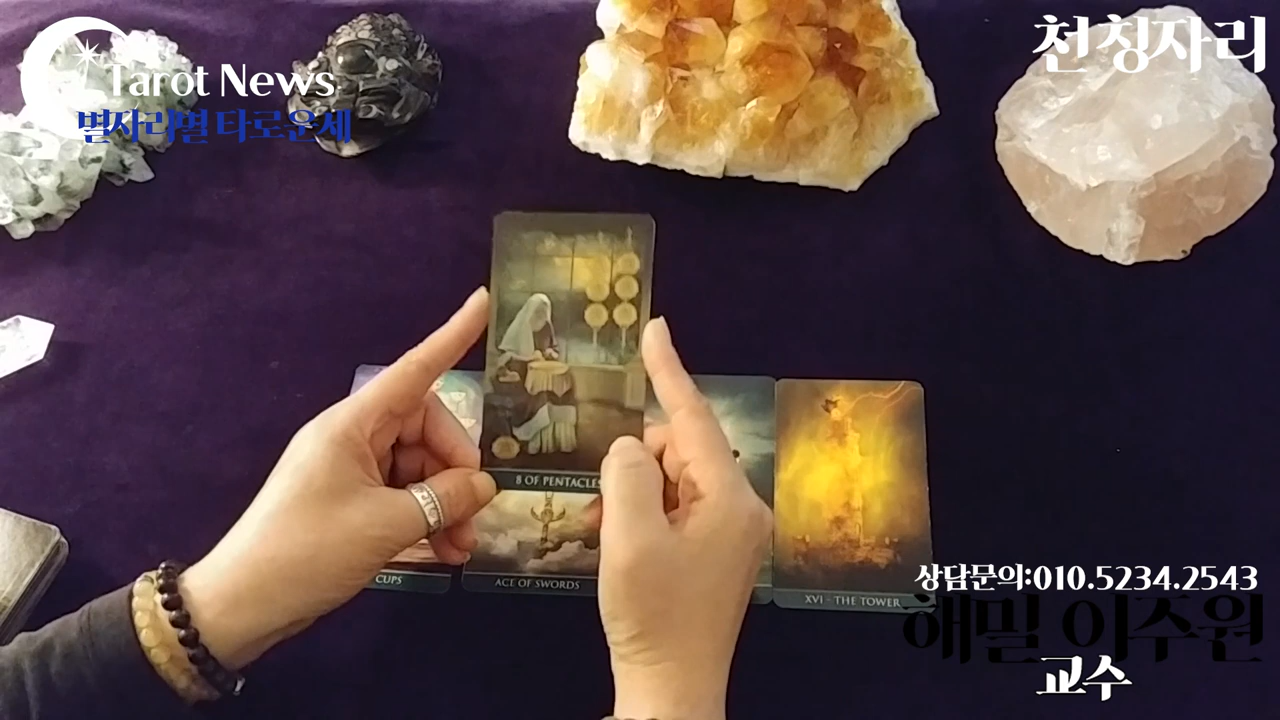 Tarot News
별자리별 타로운세
천칭자리
8 OF PENTACLES
CUPS
ACE OF SWORDS
XVI - THE TOWER
상담문의:010.5234.2543
해밀 이주원
교수